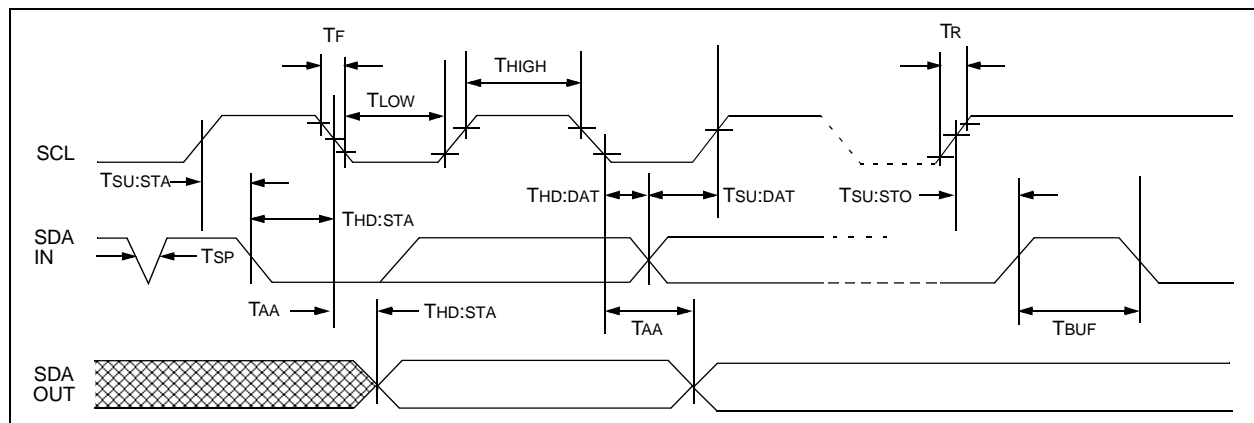 TF
TR
THIGH
TLOW
SCL
TSU:STA
THD:DAT
TSU:DAT
TSU:STO
THD:STA
SDA
IN
TSP
TAA
THD:STA
TAA
TBUF
SDA
OUT